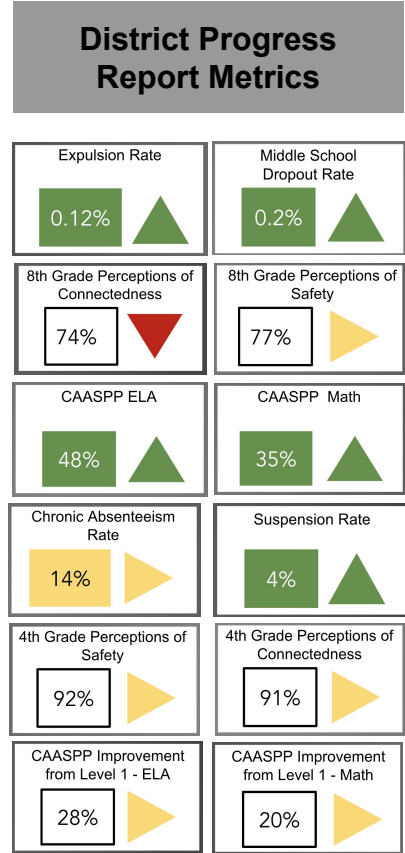 District Progress
Report Metrics
Expulsion Rate
0.12%
Middle School
Dropout Rate
0.2%
8th Grade Perceptions of
Connectedness
74%
8th Grade Perceptions of
Safety
77%
CAASPP ELA
48%
CAASPP Math
35%
Chronic Absenteeism
Rate
14%
Suspension Rate
4%
4th Grade Perceptions of
Safety
92%
4th Grade Perceptions of
Connectedness
91%
CAASPP Improvement
from Level 1 - ELA
28%
CAASPP Improvement
from Level 1 - Math
20%